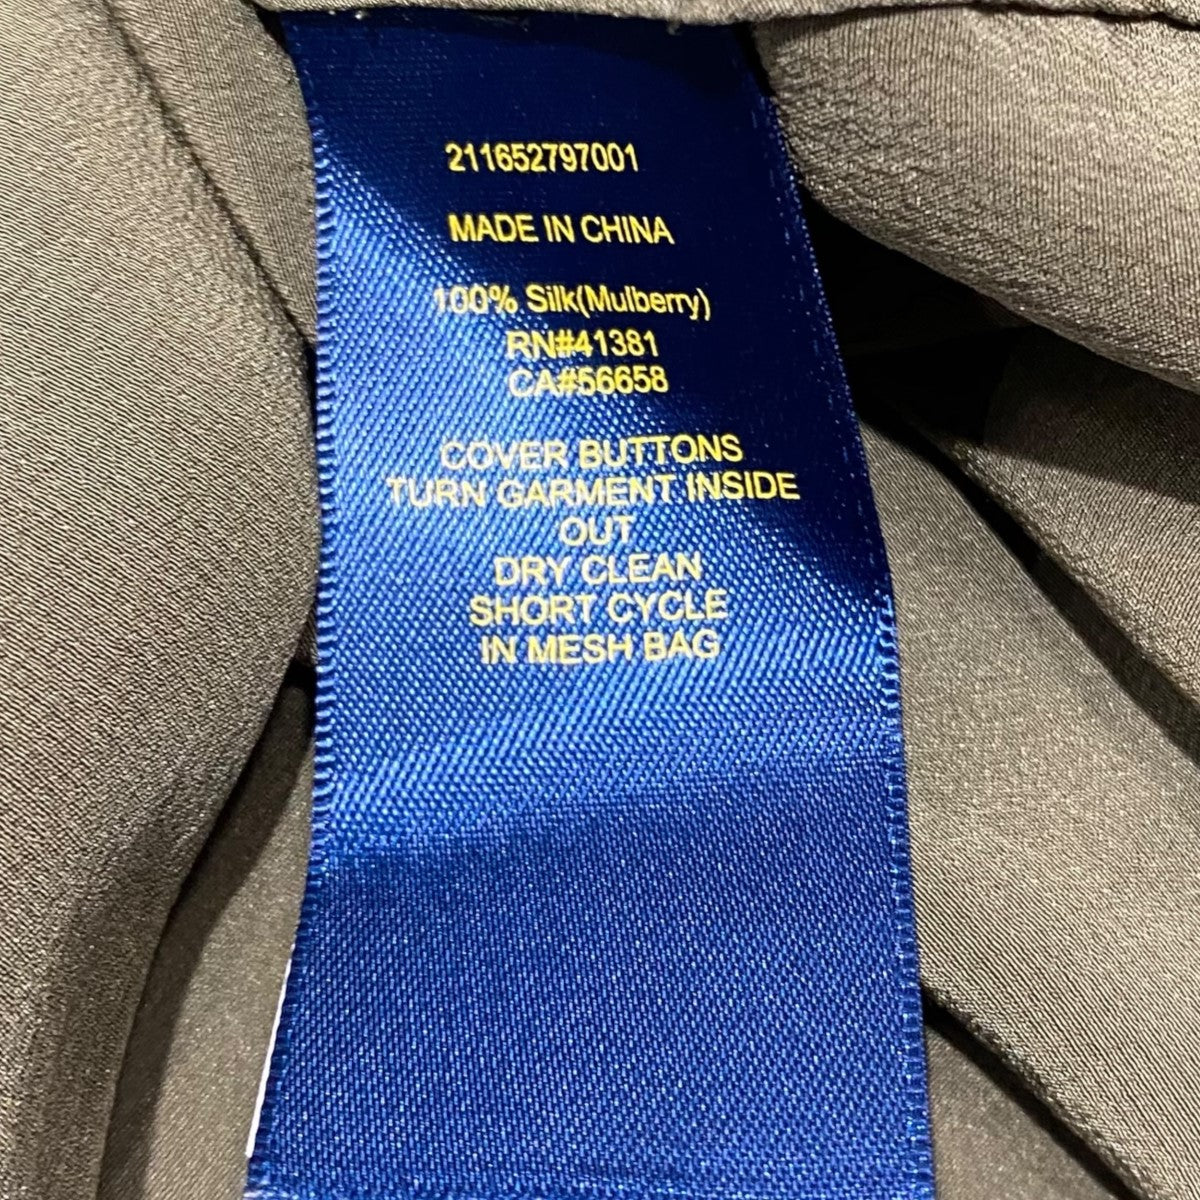 211652797001
MADE IN CHINA
100% Silk(Mulberry)
RN#41381
CA#56658
COVER BUTTONS
TURN GARMENT INSIDE
OUT
DRY CLEAN
SHORT CYCLE
IN MESH BAG